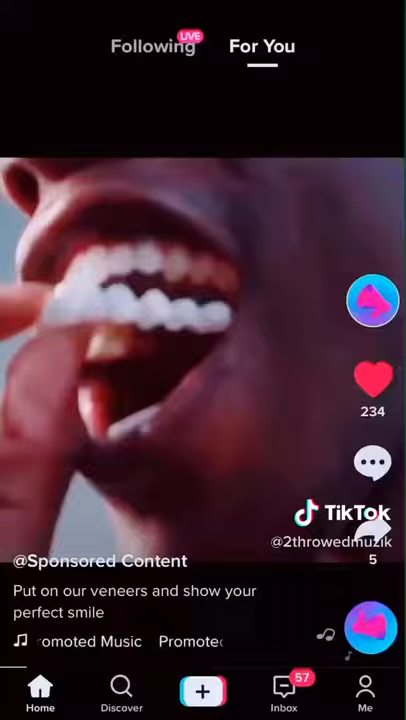 Following
LIVE
For You
234
TikTok
@2throwedmuzik
5
@Sponsored Content
Put on our veneers and show your
perfect smile
romoted Music Promoted
57
Home
Discover
Inbox
Me